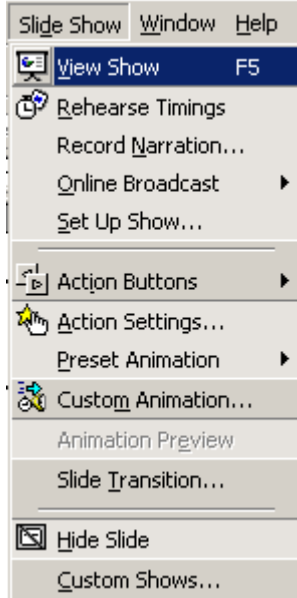 Slide Show Window Help
View Show F5
Rehearse Timings
Record Narration...
Online Broadcast
Set Up Show...
Action Buttons
Action Settings...
Preset Animation
Custom Animation...
Animation Preview
Slide Transition...
Hide Slide
Custom Shows...